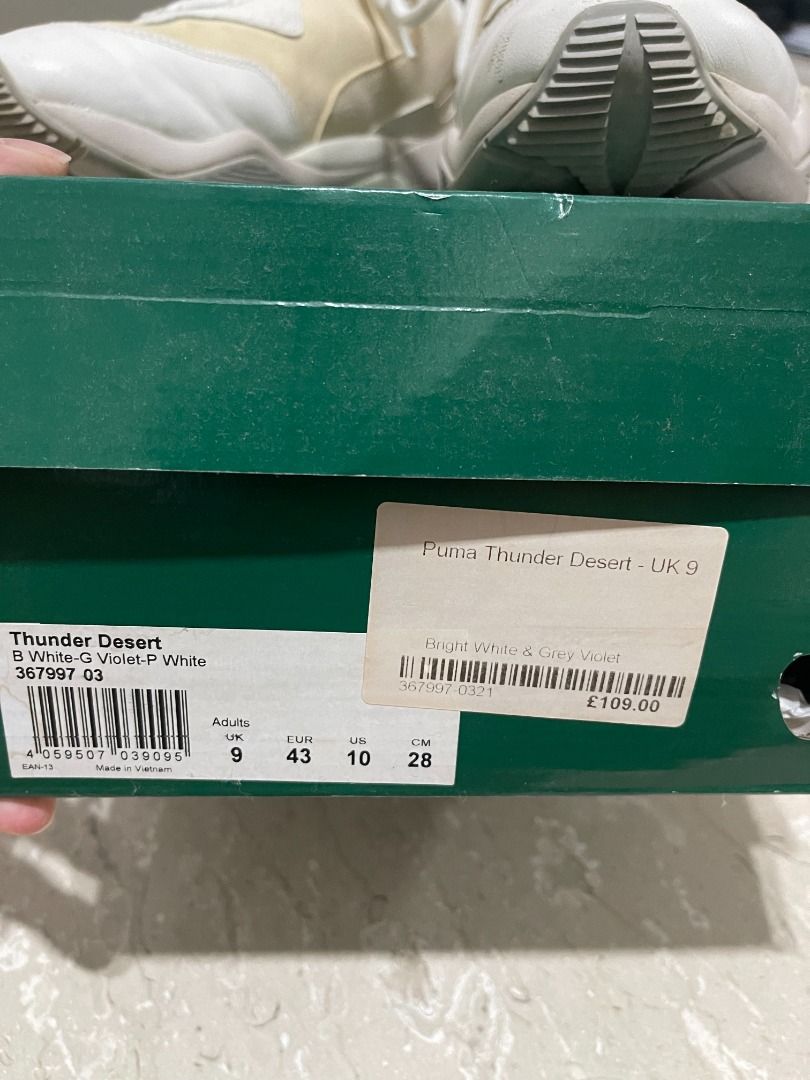 Puma Thunder Desert - UK 9
Bright White & Grey Violet
367997-0321
£109.00
Thunder Desert
B White-G Violet-P White
367997 03
4 059507 039095
EAN-13
Made in Vietnam
Adults
UK EUR US CM
9 43 10 28